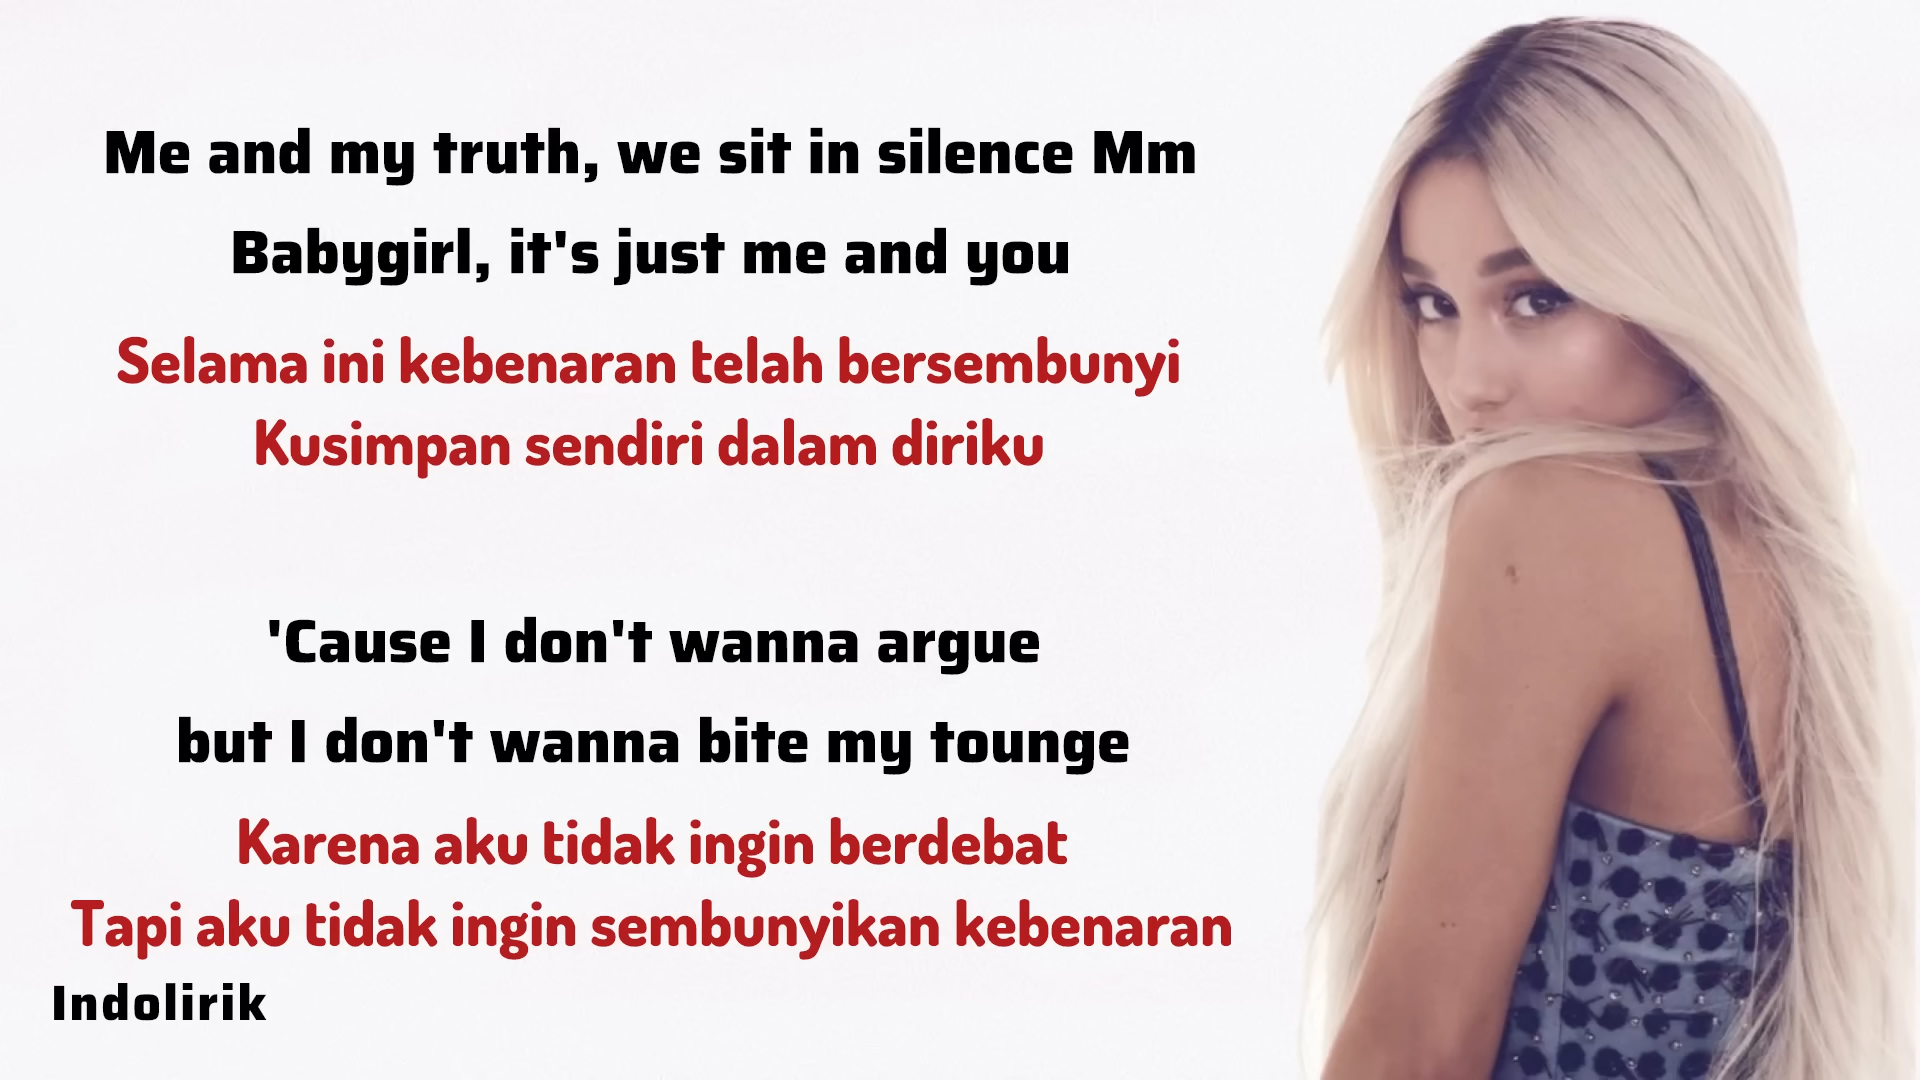 Me and my truth, we sit in silence Mm
Babygirl, it's just me and you
Selama ini kebenaran telah bersembunyi
Kusimpan sendiri dalam diriku
'Cause I don't wanna argue
but I don't wanna bite my tounge
Karena aku tidak ingin berdebat
Tapi aku tidak ingin sembunyikan kebenaran
Indolirik